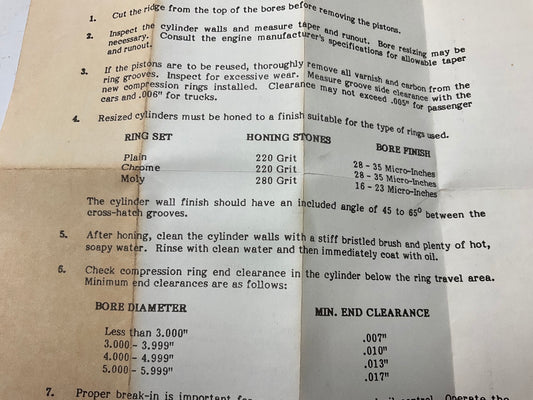 1. Cut the ridge from the top of the bores before removing the pistons.
2. Inspect the cylinder walls and measure taper and runout. Bore resizing may be
necessary. Consult the engine manufacturer's specifications for allowable taper
and runout.
3. If the pistons are to be reused, thoroughly remove all varnish and carbon from the
ring grooves. Inspect for excessive wear. Measure groove side clearance with the
new compression rings installed. Clearance may not exceed .005" for passenger
cars and .006" for trucks.
4. Resized cylinders must be honed to a finish suitable for the type of rings used.
RING SET HONING STONES BORE FINISH
Plain 220 Grit 28 - 35 Micro-Inches
Chrome 220 Grit 28 - 35 Micro-Inches
Moly 280 Grit 16 - 23 Micro-Inches
The cylinder wall finish should have an included angle of 45 to 65° between the
cross-hatch grooves.
5. After honing, clean the cylinder walls with a stiff bristled brush and plenty of hot,
soapy water. Rinse with clean water and then immediately coat with oil.
6. Check compression ring end clearance in the cylinder below the ring travel area.
Minimum end clearances are as follows:
BORE DIAMETER MIN. END CLEARANCE
Less than 3.000" .007"
3.000 - 3.999" .010"
4.000 - 4.999" .013"
5.000 - 5.999" .017"
7. Proper break-in is important for control. Operate the